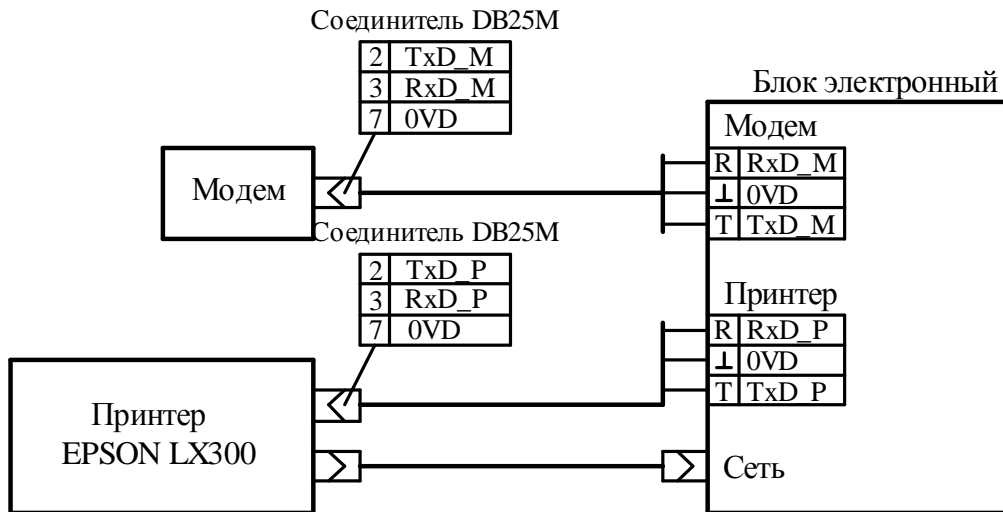 Соединитель DB25M
2 TxD_M
3 RxD_M
7 0VD
Блок электронный
Модем
R RxD_M
⊥ 0VD
T TxD_M
Модем
Соединитель DB25M
2 TxD_P
3 RxD_P
7 0VD
Принтер
R RxD_P
⊥ 0VD
T TxD_P
Принтер
EPSON LX300
Сеть